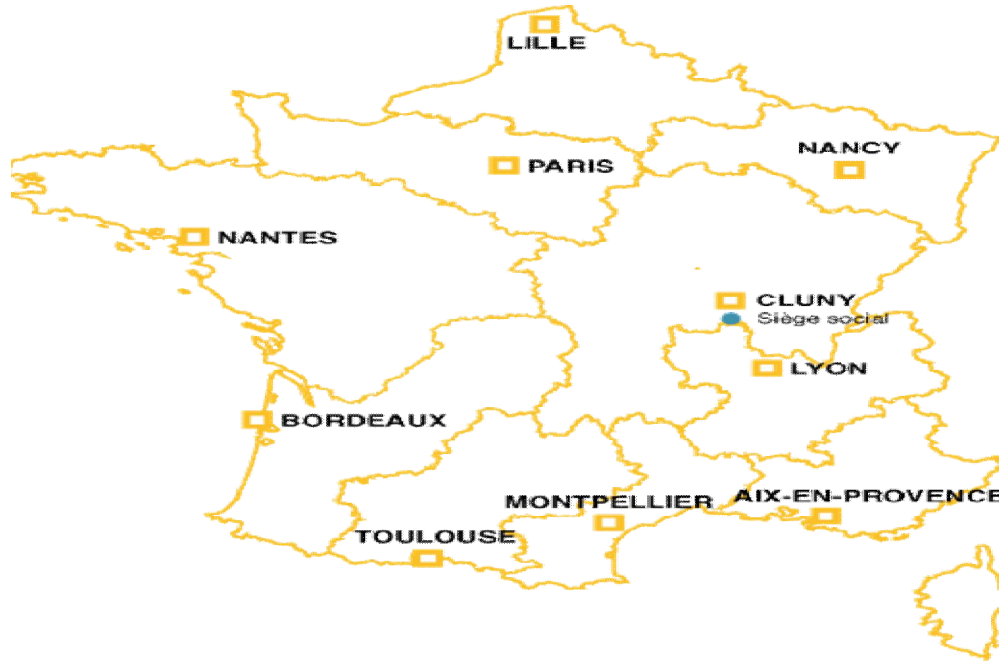 LILLE
NANCY
PARIS
NANTES
CLUNY
Siège social
LYON
BORDEAUX
MONTPELLIER
AIX-EN-PROVENCE
TOULOUSE